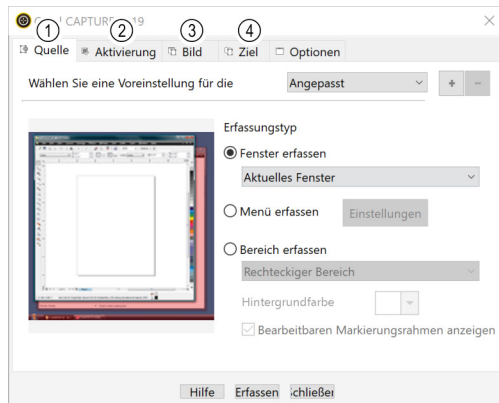 1 2 3 4
CAPTURE 19
Quelle Aktivierung Bild Ziel Optionen
Wählen Sie eine Voreinstellung für die Angepasst + −
Erfassungstyp
Fenster erfassen
Aktuelles Fenster
Menü erfassen Einstellungen
Bereich erfassen
Rechteckiger Bereich
Hintergrundfarbe
Bearbeitbaren Markierungsrahmen anzeigen
Hilfe Erfassen